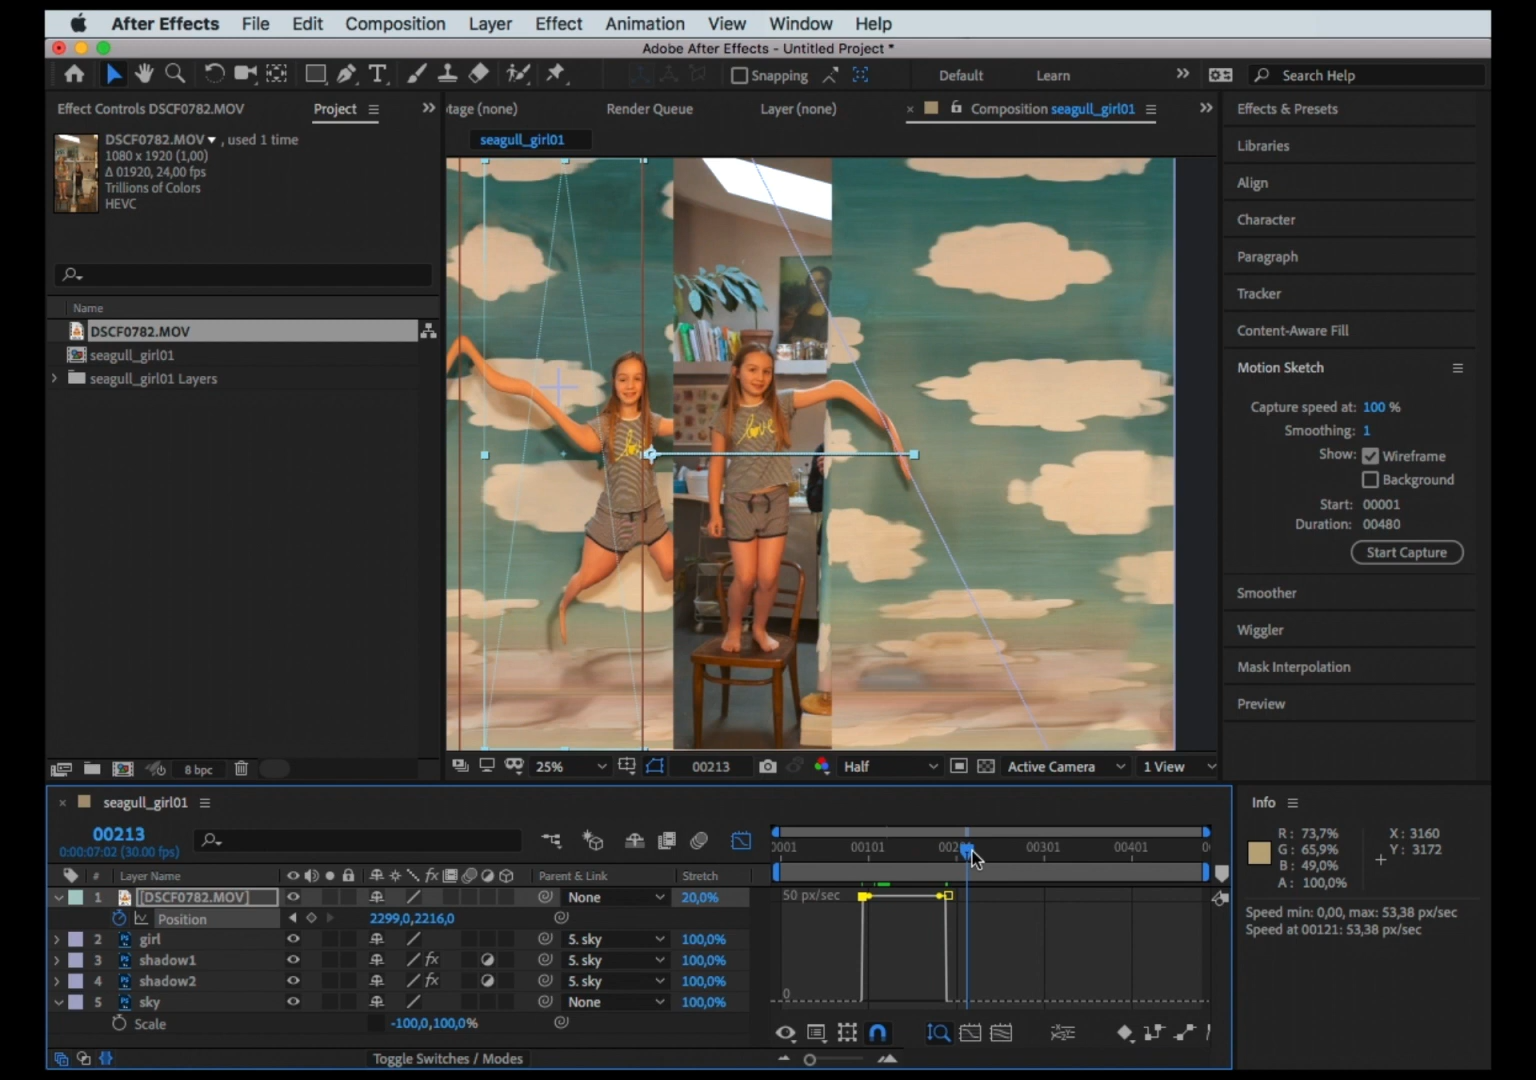 After Effects File Edit Composition Layer Effect Animation View Window Help
Adobe After Effects - Untitled Project *
T Snapping Default Learn Search Help
Effect Controls DSCF0782.MOV Project tage (none) Render Queue Layer (none) × Composition seagull_girl01 Effects & Presets
seagull_girl01
DSCF0782.MOV , used 1 time
1080 x 1920 (1,00)
Δ 01920, 24,00 fps
Trillions of Colors
HEVC
Name
DSCF0782.MOV
seagull_girl01
seagull_girl01 Layers
love
Libraries
Align
Character
Paragraph
Tracker
Content-Aware Fill
Motion Sketch
Capture speed at: 100 %
Smoothing: 1
Show: Wireframe
Background
Start: 00001
Duration: 00480
Start Capture
Smoother
Wiggler
Mask Interpolation
Preview
8 bpc 25% 00213 Half Active Camera 1 View
× seagull_girl01
00213
0:00:07:02 (30.00 fps)
# Layer Name fx Parent & Link Stretch
1 [DSCF0782.MOV] None 20,0%
Position 2299,0,2216,0
2 girl 5. sky 100,0%
3 shadow1 fx 5. sky 100,0%
4 shadow2 fx 5. sky 100,0%
5 sky None 100,0%
Scale -100,0,100,0%
Toggle Switches / Modes
0001 00101 00301 00401
50 px/sec
0
Info
R: 73,7%
G: 65,9%
B: 49,0%
A: 100,0%
X: 3160
Y: 3172
Speed min: 0,00, max: 53,38 px/sec
Speed at 00121: 53,38 px/sec